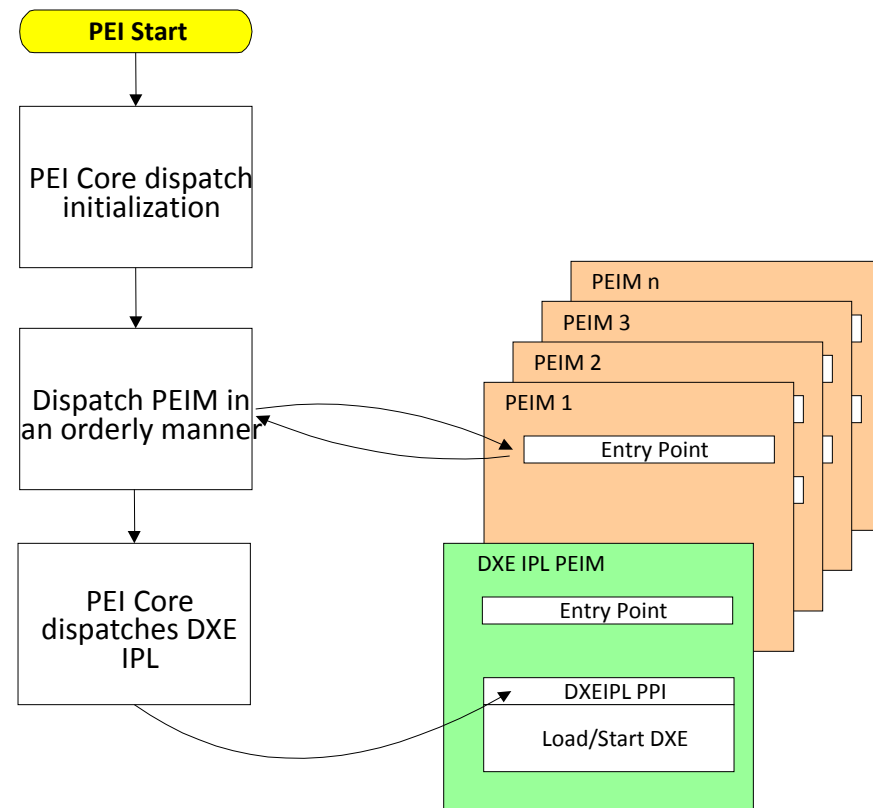 PEI Start
PEI Core dispatch
initialization
Dispatch PEIM in
an orderly manner
PEI Core
dispatches DXE
IPL
PEIM n
PEIM 3
PEIM 2
PEIM 1
Entry Point
DXE IPL PEIM
Entry Point
DXEIPL PPI
Load/Start DXE